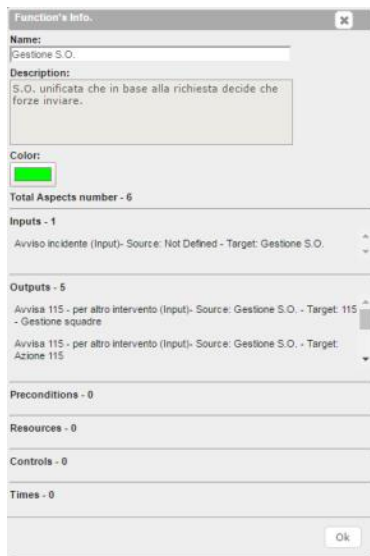 Function's Info.
Name:
Gestione S.O.
Description:
S.O. unificata che in base alla richiesta decide che
forze inviare.
Color:
Total Aspects number - 6
Inputs - 1
Avviso incidente (Input)- Source: Not Defined - Target: Gestione S.O.
Outputs - 5
Avvisa 115 - per altro intervento (Input)- Source: Gestione S.O. - Target: 115
- Gestione squadre
Avvisa 115 - per altro intervento (Input)- Source: Gestione S.O. - Target:
Azione 115
Preconditions - 0
Resources - 0
Controls - 0
Times - 0
Ok